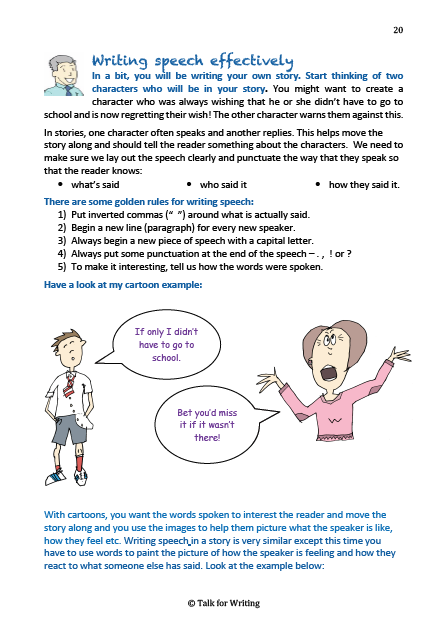 20
Writing speech effectively
In a bit, you will be writing your own story. Start thinking of two
characters who will be in your story. You might want to create a
character who was always wishing that he or she didn't have to go to
school and is now regretting their wish! The other character warns them against this.
In stories, one character often speaks and another replies. This helps move the
story along and should tell the reader something about the characters. We need to
make sure we lay out the speech clearly and punctuate the way that they speak so
that the reader knows:
• what's said • who said it • how they said it.
There are some golden rules for writing speech:
1) Put inverted commas (“ ”) around what is actually said.
2) Begin a new line (paragraph) for every new speaker.
3) Always begin a new piece of speech with a capital letter.
4) Always put some punctuation at the end of the speech – . , ! or ?
5) To make it interesting, tell us how the words were spoken.
Have a look at my cartoon example:
If only I didn't
have to go to
school.
Bet you'd miss
it if it wasn't
there!
With cartoons, you want the words spoken to interest the reader and move the
story along and you use the images to help them picture what the speaker is like,
how they feel etc. Writing speech in a story is very similar except this time you
have to use words to paint the picture of how the speaker is feeling and how they
react to what someone else has said. Look at the example below:
© Talk for Writing